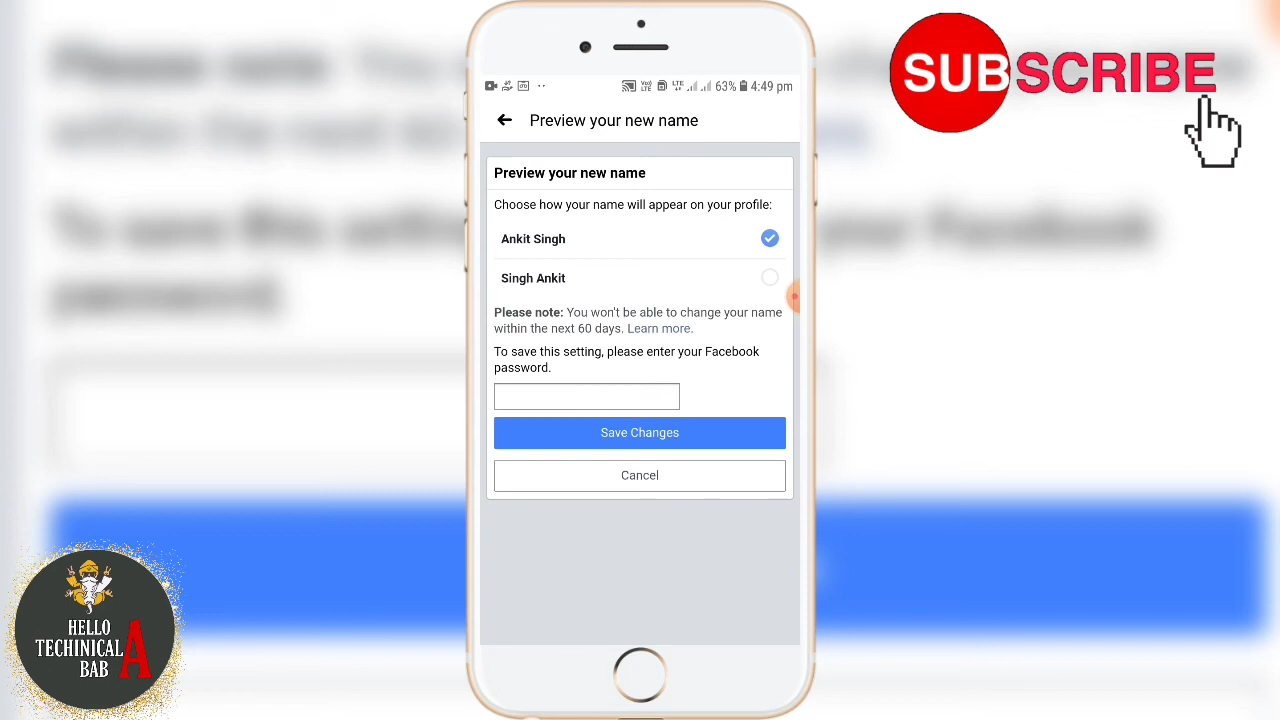 SUBSCRIBE
63% 4:49 pm
Preview your new name
Preview your new name
Choose how your name will appear on your profile:
Ankit Singh
Singh Ankit
Please note: You won't be able to change your name
within the next 60 days. Learn more.
To save this setting, please enter your Facebook
password.
Save Changes
Cancel
HELLO
TECHINICAL
BAB A